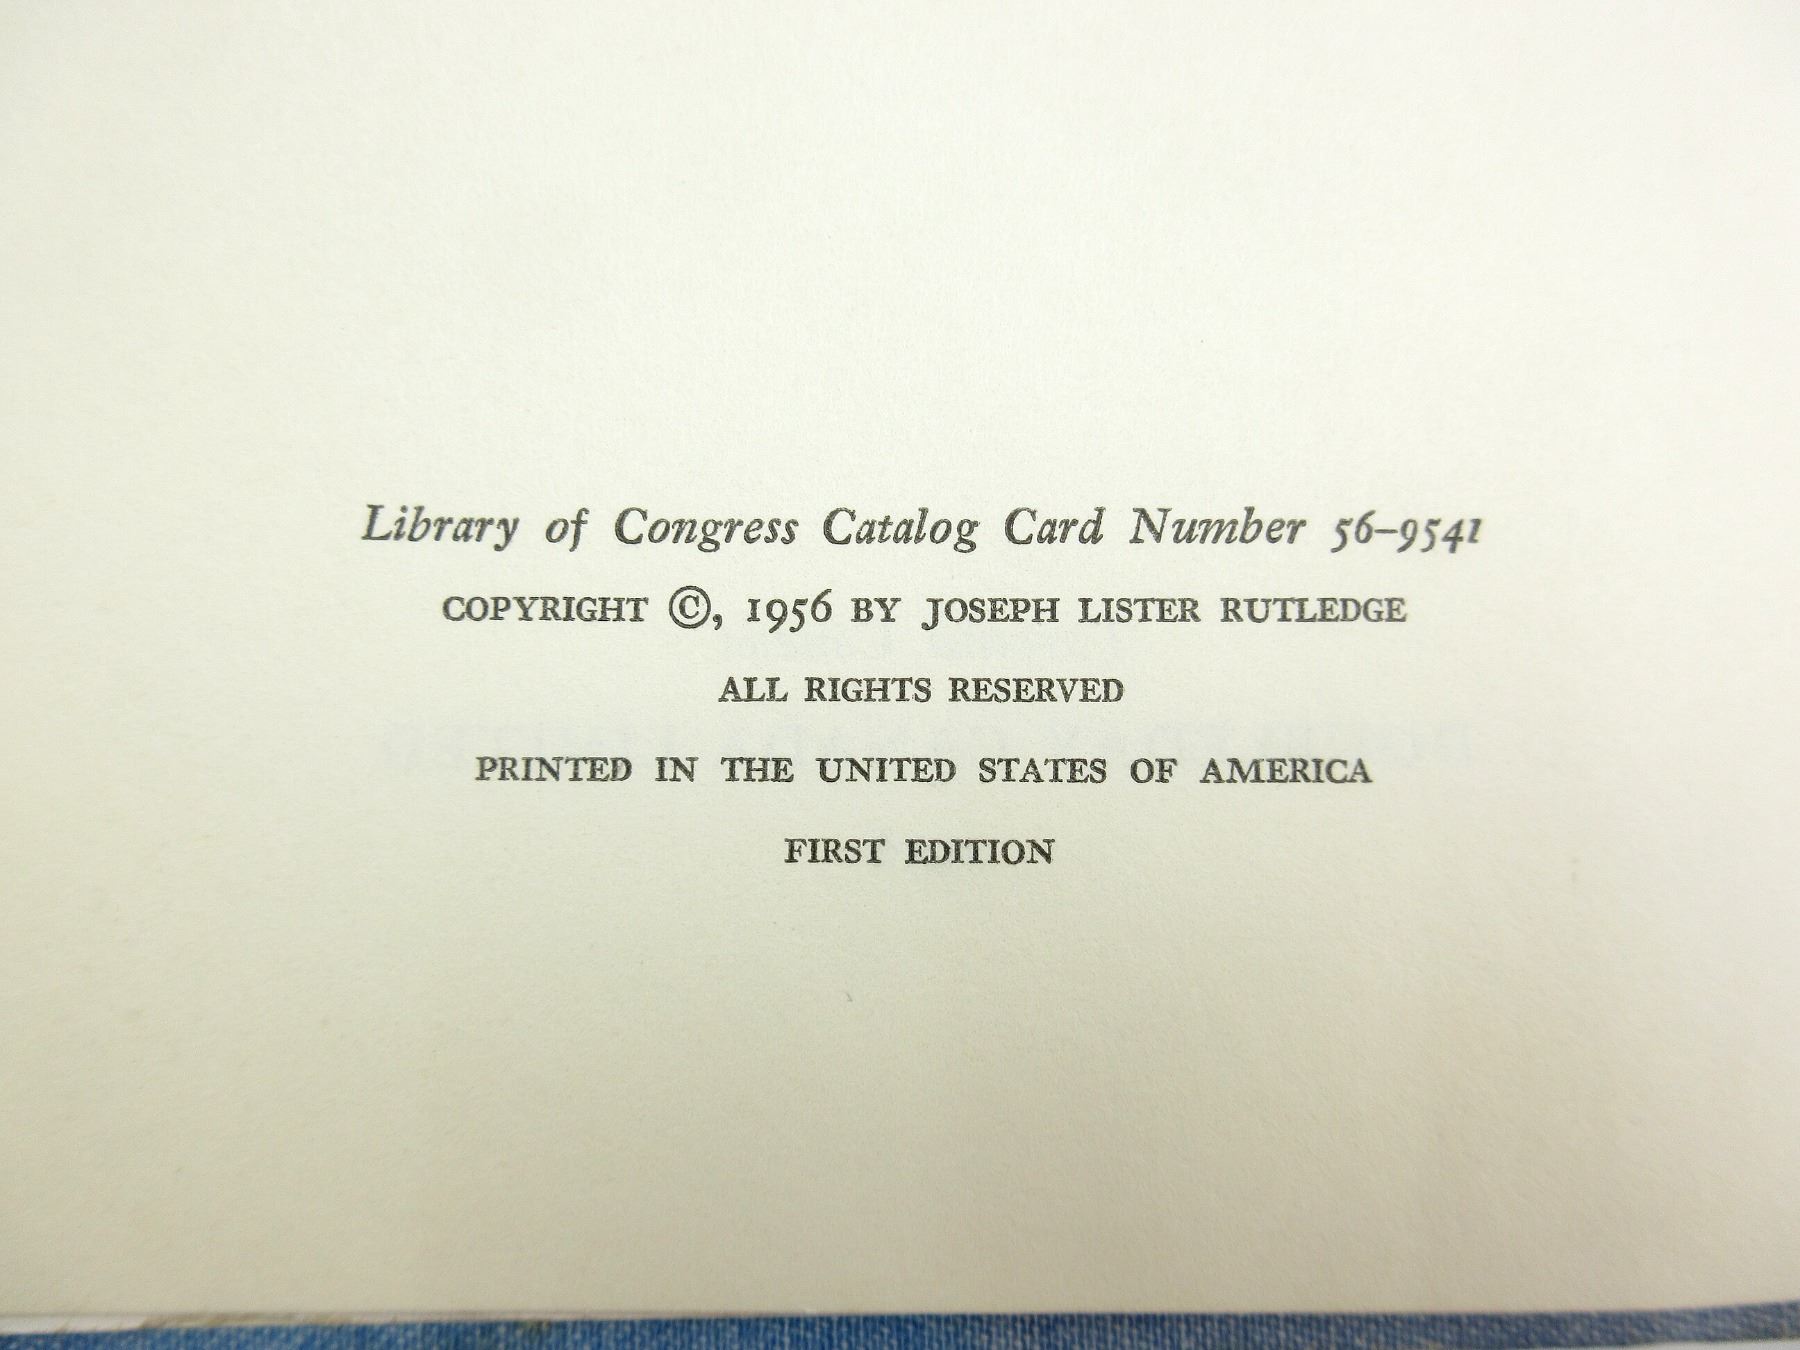 Library of Congress Catalog Card Number 56–9541
COPYRIGHT ©, 1956 BY JOSEPH LISTER RUTLEDGE
ALL RIGHTS RESERVED
PRINTED IN THE UNITED STATES OF AMERICA
FIRST EDITION